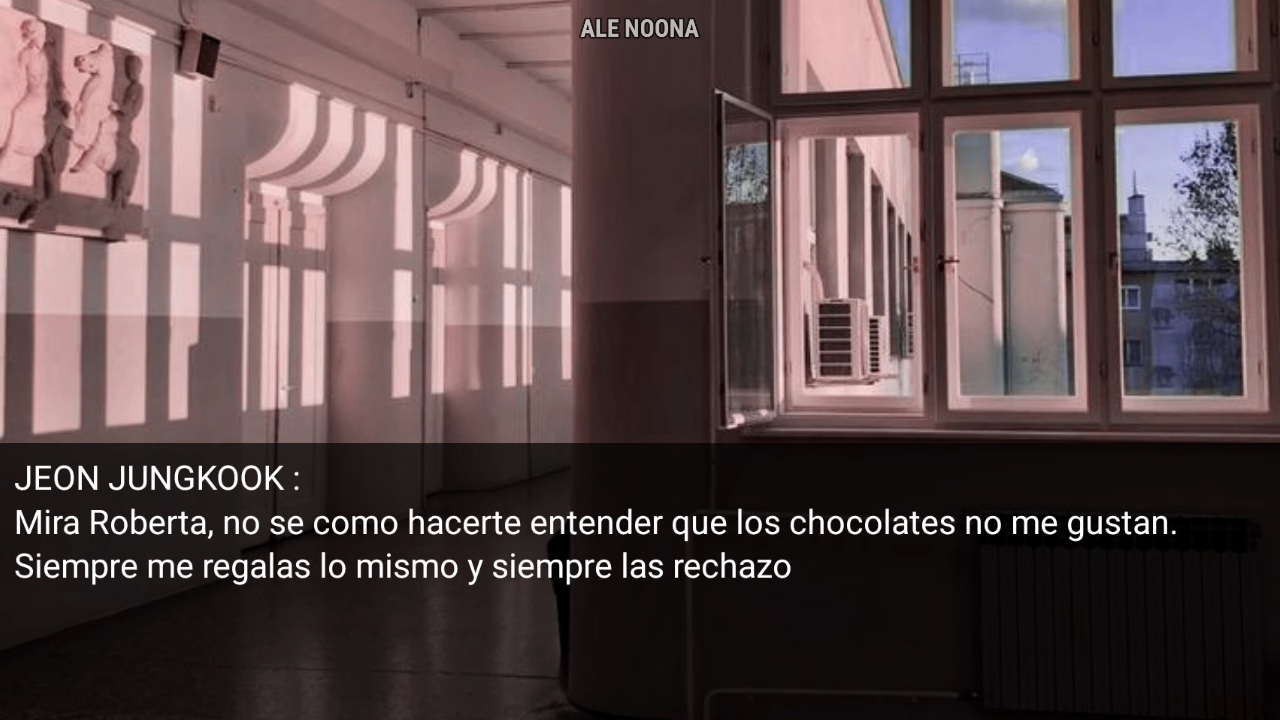 ALE NOONA
JEON JUNGKOOK :
Mira Roberta, no se como hacerte entender que los chocolates no me gustan.
Siempre me regalas lo mismo y siempre las rechazo